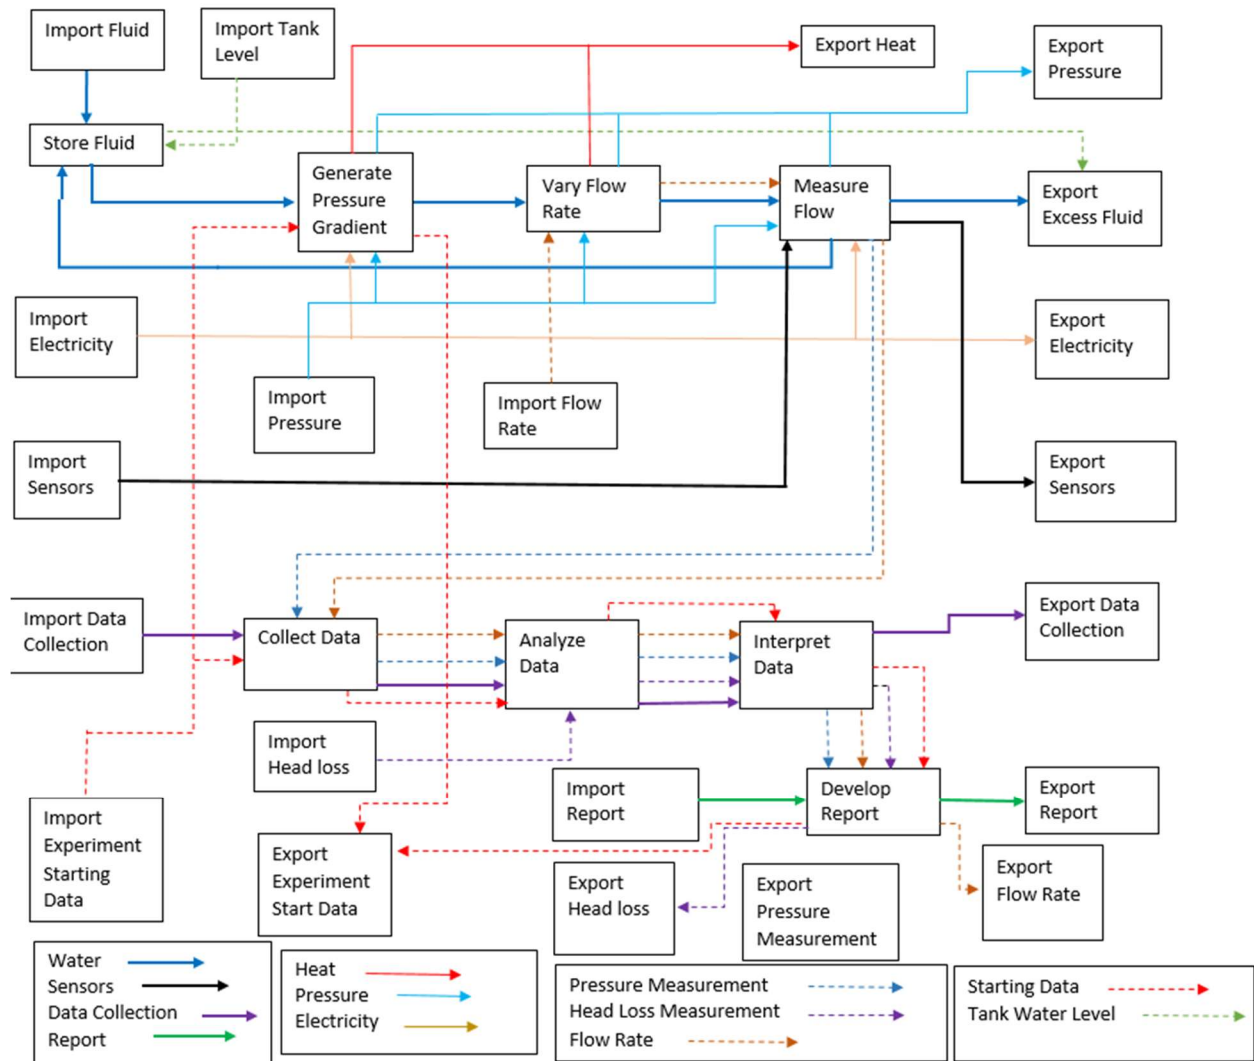 Import Fluid
Import Tank
Level
Export Heat
Export
Pressure
Store Fluid
Generate
Pressure
Gradient
Vary Flow
Rate
Measure
Flow
Export
Excess Fluid
Import
Electricity
Export
Electricity
Import
Pressure
Import Flow
Rate
Import
Sensors
Export
Sensors
Import Data
Collection
Collect Data
Analyze
Data
Interpret
Data
Export Data
Collection
Import
Head loss
Import
Report
Develop
Report
Export
Report
Import
Experiment
Starting
Data
Export
Experiment
Start Data
Export
Head loss
Export
Pressure
Measurement
Export
Flow Rate
Water
Sensors
Data Collection
Report
Heat
Pressure
Electricity
Pressure Measurement
Head Loss Measurement
Flow Rate
Starting Data
Tank Water Level